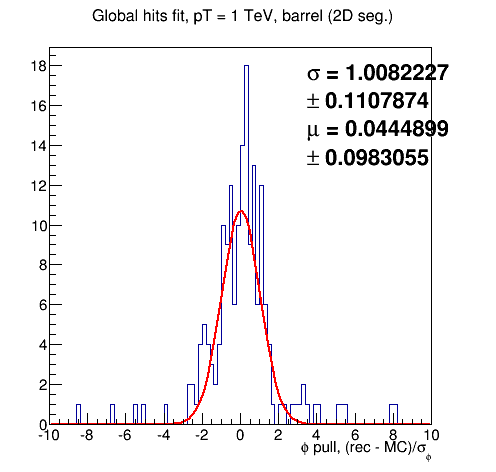 Global hits fit, pT = 1 TeV, barrel (2D seg.)
σ = 1.0082227
± 0.1107874
μ = 0.0444899
± 0.0983055
18
16
14
12
10
8
6
4
2
0
-10 -8 -6 -4 -2 0 2 4 6 8 10
ϕ pull, (rec - MC)/σ_ϕ